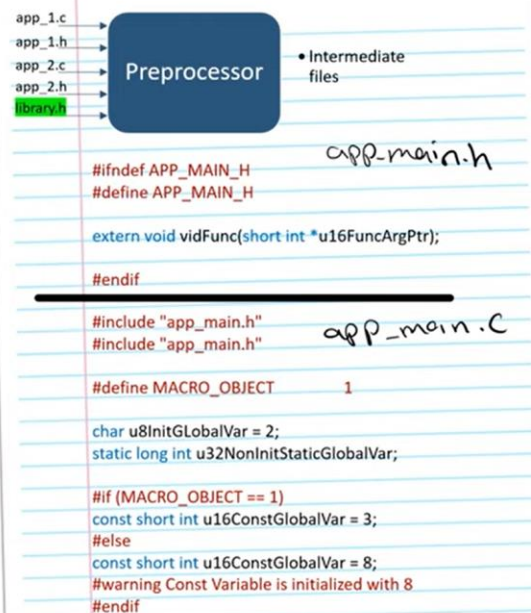 app_1.c
app_1.h
app_2.c
app_2.h
library.h
Preprocessor
• Intermediate
files
app_main.h
#ifndef APP_MAIN_H
#define APP_MAIN_H
extern void vidFunc(short int *u16FuncArgPtr);
#endif
#include "app_main.h"
app_main.c
#include "app_main.h"
#define MACRO_OBJECT 1
char u8InitGLobalVar = 2;
static long int u32NonInitStaticGlobalVar;
#if (MACRO_OBJECT == 1)
const short int u16ConstGlobalVar = 3;
#else
const short int u16ConstGlobalVar = 8;
#warning Const Variable is initialized with 8
#endif